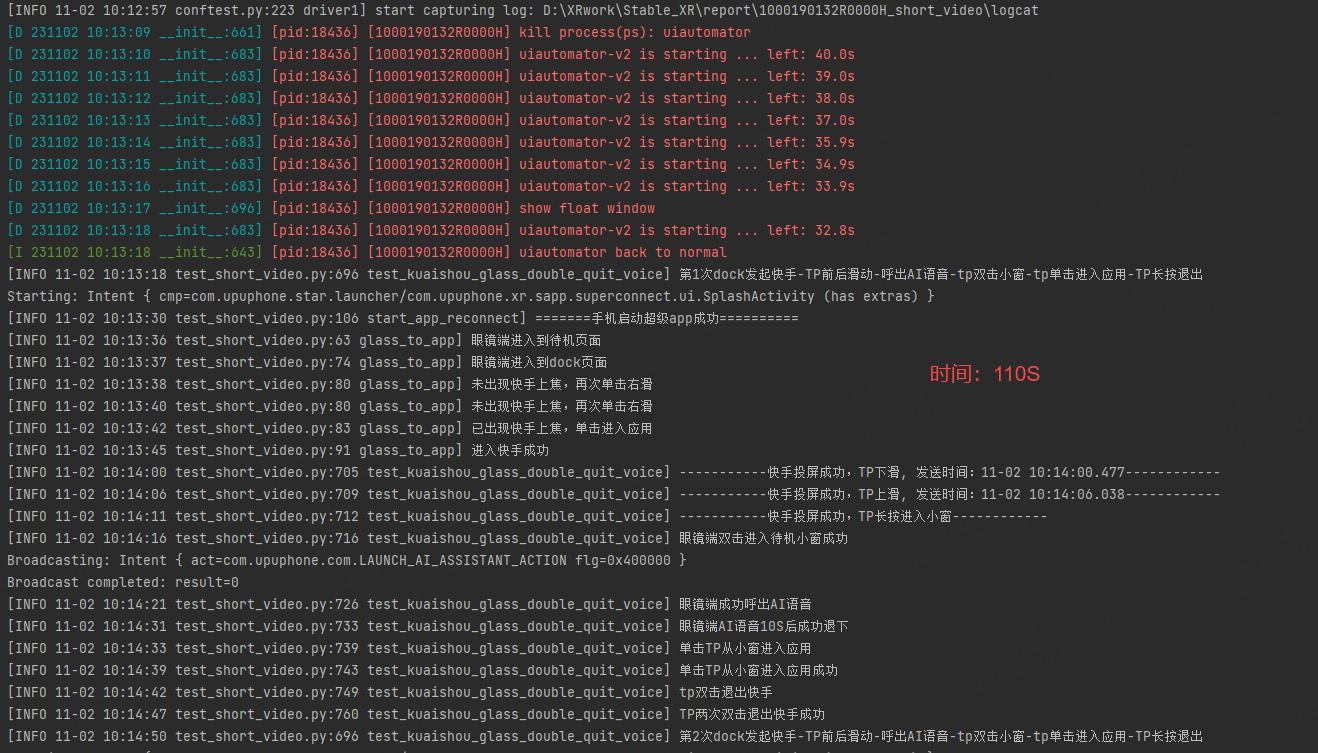 [INFO 11-02 10:12:57 conftest.py:223 driver1] start capturing log: D:\XRwork\Stable_XR\report\1000190132R0000H_short_video\logcat
[D 231102 10:13:09 __init__:661] [pid:18436] [1000190132R0000H] kill process(ps): uiautomator
[D 231102 10:13:10 __init__:683] [pid:18436] [1000190132R0000H] uiautomator-v2 is starting ... left: 40.0s
[D 231102 10:13:11 __init__:683] [pid:18436] [1000190132R0000H] uiautomator-v2 is starting ... left: 39.0s
[D 231102 10:13:12 __init__:683] [pid:18436] [1000190132R0000H] uiautomator-v2 is starting ... left: 38.0s
[D 231102 10:13:13 __init__:683] [pid:18436] [1000190132R0000H] uiautomator-v2 is starting ... left: 37.0s
[D 231102 10:13:14 __init__:683] [pid:18436] [1000190132R0000H] uiautomator-v2 is starting ... left: 35.9s
[D 231102 10:13:15 __init__:683] [pid:18436] [1000190132R0000H] uiautomator-v2 is starting ... left: 34.9s
[D 231102 10:13:16 __init__:683] [pid:18436] [1000190132R0000H] uiautomator-v2 is starting ... left: 33.9s
[D 231102 10:13:17 __init__:696] [pid:18436] [1000190132R0000H] show float window
[D 231102 10:13:18 __init__:683] [pid:18436] [1000190132R0000H] uiautomator-v2 is starting ... left: 32.8s
[I 231102 10:13:18 __init__:643] [pid:18436] [1000190132R0000H] uiautomator back to normal
[INFO 11-02 10:13:18 test_short_video.py:696 test_kuaishou_glass_double_quit_voice] 第1次dock发起快手-TP前后滑动-呼出AI语音-tp双击小窗-tp单击进入应用-TP长按退出
Starting: Intent { cmp=com.upuphone.star.launcher/com.upuphone.xr.sapp.superconnect.ui.SplashActivity (has extras) }
[INFO 11-02 10:13:30 test_short_video.py:106 start_app_reconnect] =======手机启动超级app成功==========
[INFO 11-02 10:13:36 test_short_video.py:63 glass_to_app] 眼镜端进入到待机页面
[INFO 11-02 10:13:37 test_short_video.py:74 glass_to_app] 眼镜端进入到dock页面
[INFO 11-02 10:13:38 test_short_video.py:80 glass_to_app] 未出现快手上焦，再次单击右滑
时间：110S
[INFO 11-02 10:13:40 test_short_video.py:80 glass_to_app] 未出现快手上焦，再次单击右滑
[INFO 11-02 10:13:42 test_short_video.py:83 glass_to_app] 已出现快手上焦，单击进入应用
[INFO 11-02 10:13:45 test_short_video.py:91 glass_to_app] 进入快手成功
[INFO 11-02 10:14:00 test_short_video.py:705 test_kuaishou_glass_double_quit_voice] -----------快手投屏成功，TP下滑, 发送时间：11-02 10:14:00.477------------
[INFO 11-02 10:14:06 test_short_video.py:709 test_kuaishou_glass_double_quit_voice] -----------快手投屏成功，TP上滑, 发送时间：11-02 10:14:06.038------------
[INFO 11-02 10:14:11 test_short_video.py:712 test_kuaishou_glass_double_quit_voice] -----------快手投屏成功，TP长按进入小窗------------
[INFO 11-02 10:14:16 test_short_video.py:716 test_kuaishou_glass_double_quit_voice] 眼镜端双击进入待机小窗成功
Broadcasting: Intent { act=com.upuphone.com.LAUNCH_AI_ASSISTANT_ACTION flg=0x400000 }
Broadcast completed: result=0
[INFO 11-02 10:14:21 test_short_video.py:726 test_kuaishou_glass_double_quit_voice] 眼镜端成功呼出AI语音
[INFO 11-02 10:14:31 test_short_video.py:733 test_kuaishou_glass_double_quit_voice] 眼镜端AI语音10S后成功退下
[INFO 11-02 10:14:33 test_short_video.py:739 test_kuaishou_glass_double_quit_voice] 单击TP从小窗进入应用
[INFO 11-02 10:14:39 test_short_video.py:743 test_kuaishou_glass_double_quit_voice] 单击TP从小窗进入应用成功
[INFO 11-02 10:14:42 test_short_video.py:749 test_kuaishou_glass_double_quit_voice] tp双击退出快手
[INFO 11-02 10:14:47 test_short_video.py:760 test_kuaishou_glass_double_quit_voice] TP两次双击退出快手成功
[INFO 11-02 10:14:50 test_short_video.py:696 test_kuaishou_glass_double_quit_voice] 第2次dock发起快手-TP前后滑动-呼出AI语音-tp双击小窗-tp单击进入应用-TP长按退出